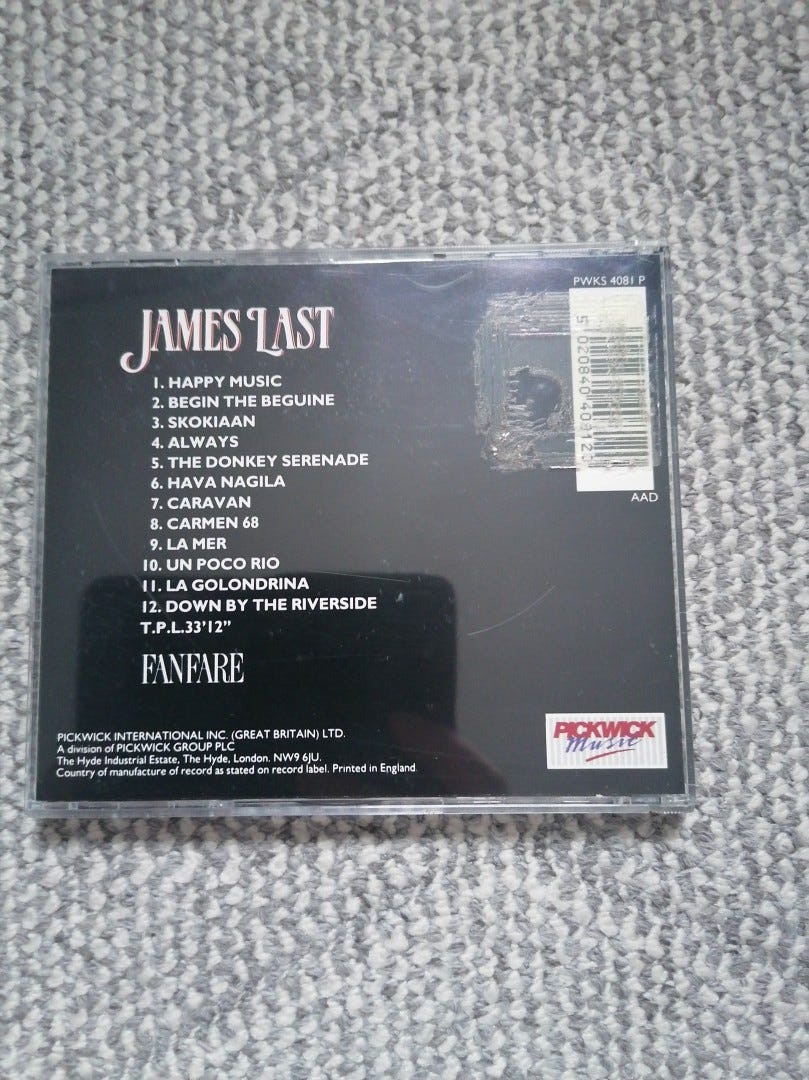 PWKS 4081 P
JAMES LAST
1. HAPPY MUSIC
2. BEGIN THE BEGUINE
3. SKOKIAAN
4. ALWAYS
5. THE DONKEY SERENADE
6. HAVA NAGILA
7. CARAVAN
8. CARMEN 68
9. LA MER
10. UN POCO RIO
11. LA GOLONDRINA
12. DOWN BY THE RIVERSIDE
T.P.L.33'12"
FANFARE
AAD
PICKWICK INTERNATIONAL INC. (GREAT BRITAIN) LTD.
A division of PICKWICK GROUP PLC
The Hyde Industrial Estate, The Hyde, London. NW9 6JU.
Country of manufacture of record as stated on record label. Printed in England.
PICKWICK
Music